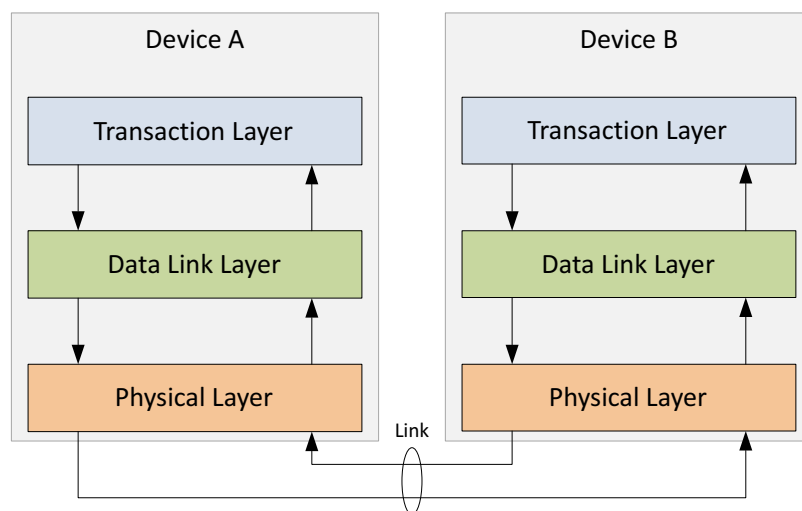 Device A
Device B
Transaction Layer
Transaction Layer
Data Link Layer
Data Link Layer
Physical Layer
Physical Layer
Link